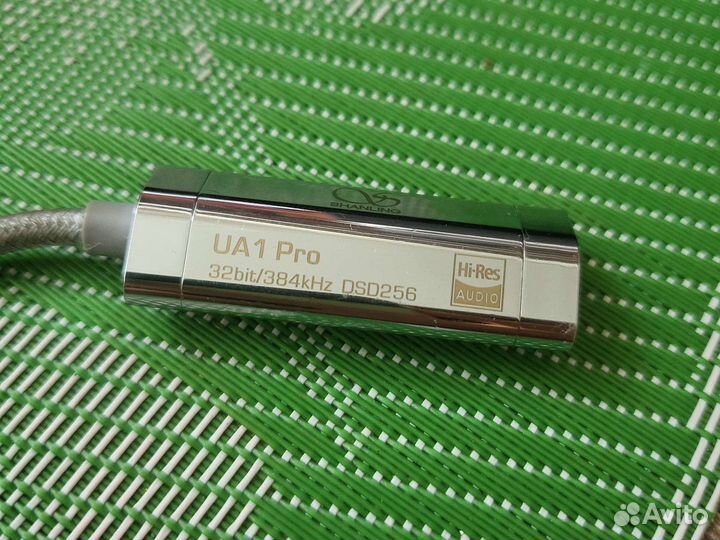 SHANLING
UA1 Pro
32bit/384kHz DSD256
Hi-Res
AUDIO
Avito